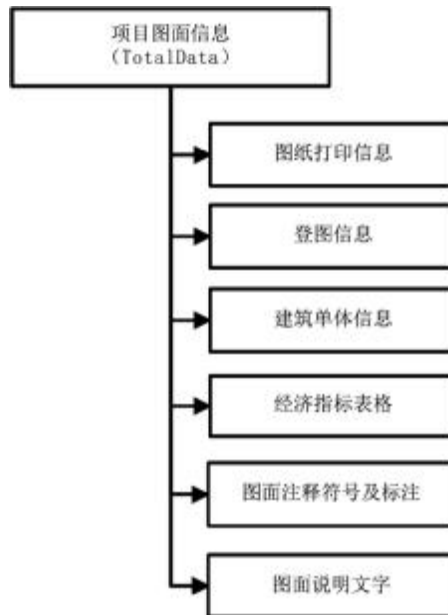 项目图面信息
(TotalData)
图纸打印信息
登图信息
建筑单体信息
经济指标表格
图面注释符号及标注
图面说明文字